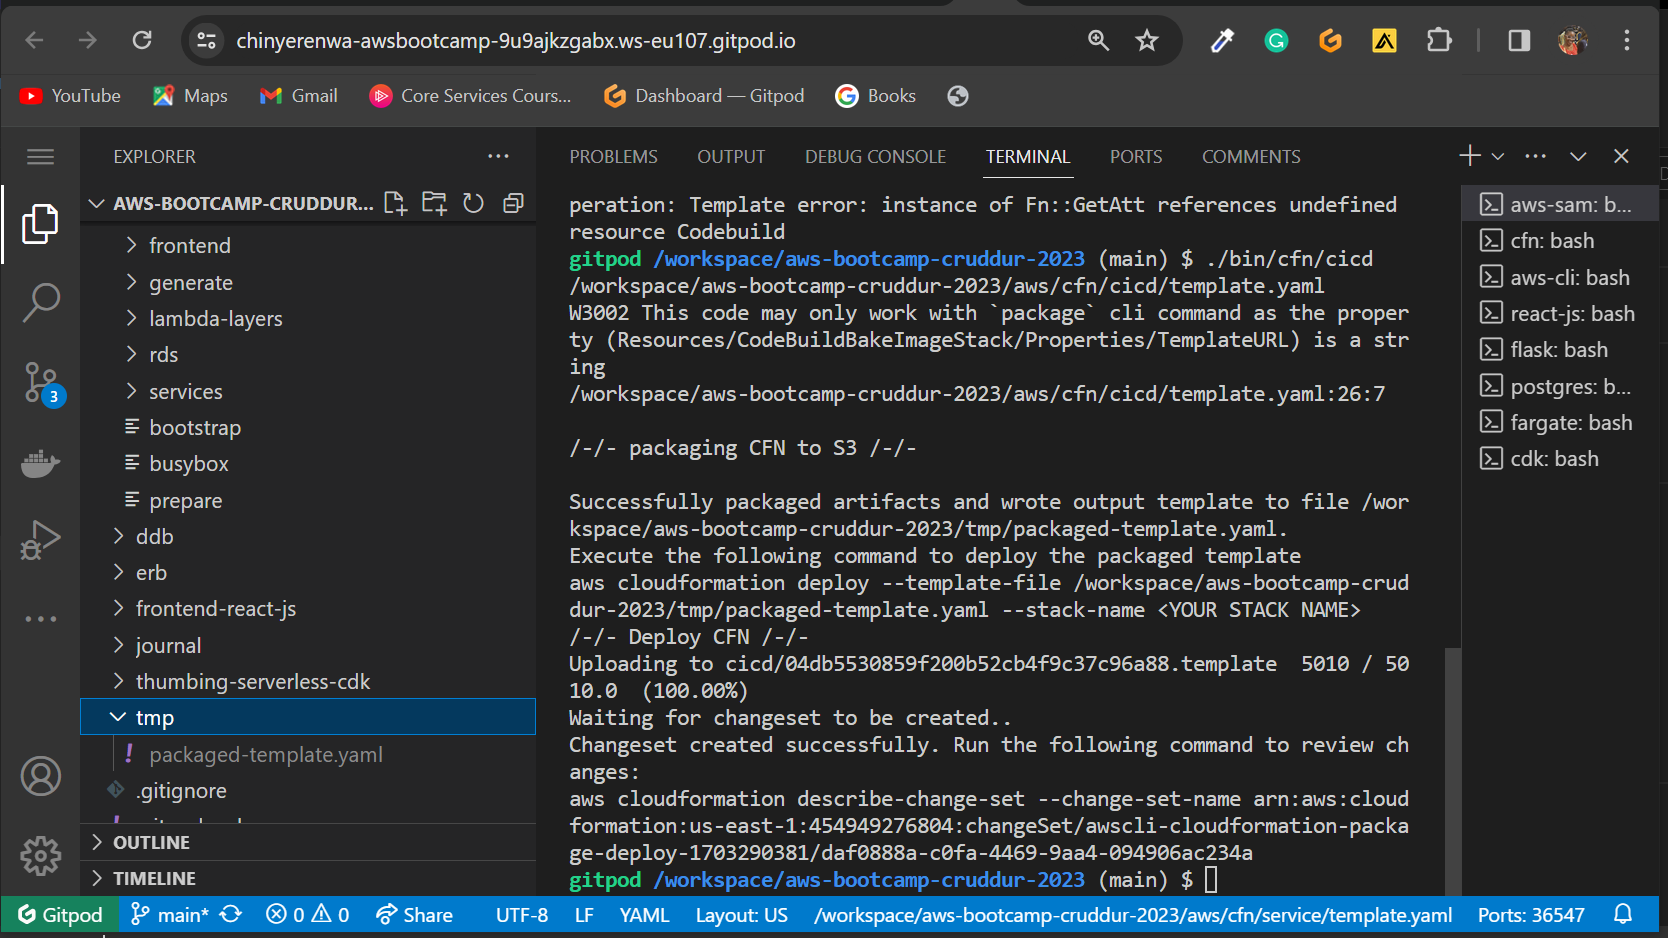 chinyerenwa-awsbootcamp-9u9ajkzgabx.ws-eu107.gitpod.io
YouTube
Maps
Gmail
Core Services Cours...
Dashboard — Gitpod
Books
EXPLORER
AWS-BOOTCAMP-CRUDDUR...
frontend
generate
lambda-layers
rds
services
bootstrap
busybox
prepare
ddb
erb
frontend-react-js
journal
thumbing-serverless-cdk
tmp
packaged-template.yaml
.gitignore
OUTLINE
TIMELINE
3
PROBLEMS
OUTPUT
DEBUG CONSOLE
TERMINAL
PORTS
COMMENTS
peration: Template error: instance of Fn::GetAtt references undefined
resource Codebuild
gitpod /workspace/aws-bootcamp-cruddur-2023 (main) $ ./bin/cfn/cicd
/workspace/aws-bootcamp-cruddur-2023/aws/cfn/cicd/template.yaml
W3002 This code may only work with `package` cli command as the proper
ty (Resources/CodeBuildBakeImageStack/Properties/TemplateURL) is a str
ing
/workspace/aws-bootcamp-cruddur-2023/aws/cfn/cicd/template.yaml:26:7
/-/- packaging CFN to S3 /-/-
Successfully packaged artifacts and wrote output template to file /wor
kspace/aws-bootcamp-cruddur-2023/tmp/packaged-template.yaml.
Execute the following command to deploy the packaged template
aws cloudformation deploy --template-file /workspace/aws-bootcamp-crud
dur-2023/tmp/packaged-template.yaml --stack-name <YOUR STACK NAME>
/-/- Deploy CFN /-/-
Uploading to cicd/04db5530859f200b52cb4f9c37c96a88.template  5010 / 50
10.0  (100.00%)
Waiting for changeset to be created..
Changeset created successfully. Run the following command to review ch
anges:
aws cloudformation describe-change-set --change-set-name arn:aws:cloud
formation:us-east-1:454949276804:changeSet/awscli-cloudformation-packa
ge-deploy-1703290381/daf0888a-c0fa-4469-9aa4-094906ac234a
gitpod /workspace/aws-bootcamp-cruddur-2023 (main) $
aws-sam: b...
cfn: bash
aws-cli: bash
react-js: bash
flask: bash
postgres: b...
fargate: bash
cdk: bash
Gitpod
main*
0
0
Share
UTF-8
LF
YAML
Layout: US
/workspace/aws-bootcamp-cruddur-2023/aws/cfn/service/template.yaml
Ports: 36547